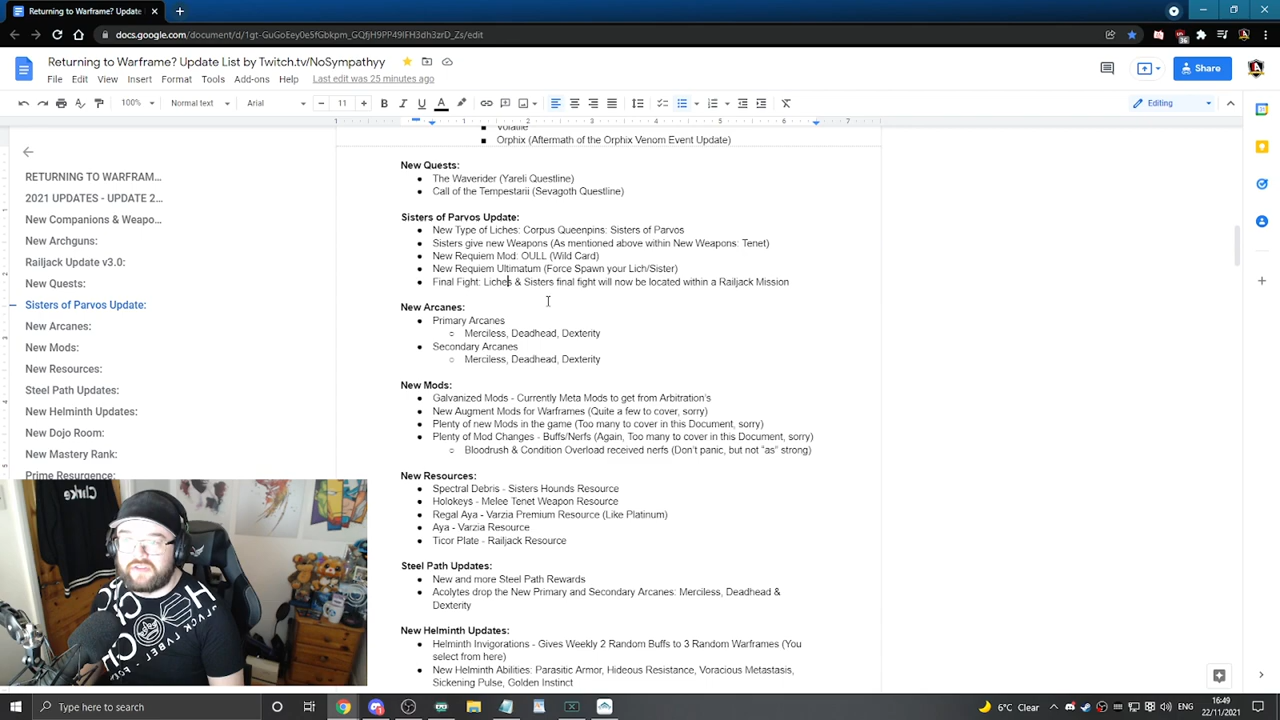 Returning to Warframe? Update L
docs.google.com/document/d/1gt-GuGoEey0eSfGbkpm_GQfjH9PP49IFH3dh3zrD_Zs/edit
Returning to Warframe? Update List by Twitch.tv/NoSympathyy
File Edit View Insert Format Tools Add-ons Help Last edit was 25 minutes ago
Share
100% Normal text Arial 11 Editing
1 1 2 3 4 5 6 7
RETURNING TO WARFRAM...
2021 UPDATES - UPDATE 2...
New Companions & Weapo...
New Archguns:
Railjack Update v3.0:
New Quests:
Sisters of Parvos Update:
New Arcanes:
New Mods:
New Resources:
Steel Path Updates:
New Helminth Updates:
New Dojo Room:
New Mastery Rank:
Prime Resurgence:
■ Volatile
■ Orphix (Aftermath of the Orphix Venom Event Update)
New Quests:
● The Waverider (Yareli Questline)
● Call of the Tempestarii (Sevagoth Questline)
Sisters of Parvos Update:
● New Type of Liches: Corpus Queenpins: Sisters of Parvos
● Sisters give new Weapons (As mentioned above within New Weapons: Tenet)
● New Requiem Mod: OULL (Wild Card)
● New Requiem Ultimatum (Force Spawn your Lich/Sister)
● Final Fight: Liches & Sisters final fight will now be located within a Railjack Mission
New Arcanes:
● Primary Arcanes
○ Merciless, Deadhead, Dexterity
● Secondary Arcanes
○ Merciless, Deadhead, Dexterity
New Mods:
● Galvanized Mods - Currently Meta Mods to get from Arbitration's
● New Augment Mods for Warframes (Quite a few to cover, sorry)
● Plenty of new Mods in the game (Too many to cover in this Document, sorry)
● Plenty of Mod Changes - Buffs/Nerfs (Again, Too many to cover in this Document, sorry)
○ Bloodrush & Condition Overload received nerfs (Don't panic, but not "as" strong)
New Resources:
● Spectral Debris - Sisters Hounds Resource
● Holokeys - Melee Tenet Weapon Resource
● Regal Aya - Varzia Premium Resource (Like Platinum)
● Aya - Varzia Resource
● Ticor Plate - Railjack Resource
Steel Path Updates:
● New and more Steel Path Rewards
● Acolytes drop the New Primary and Secondary Arcanes: Merciless, Deadhead &
Dexterity
New Helminth Updates:
● Helminth Invigorations - Gives Weekly 2 Random Buffs to 3 Random Warframes (You
select from here)
● New Helminth Abilities: Parasitic Armor, Hideous Resistance, Voracious Metastasis,
Sickening Pulse, Golden Instinct
BLACK LABEL
Type here to search
6°C Clear
16:49
22/11/2021